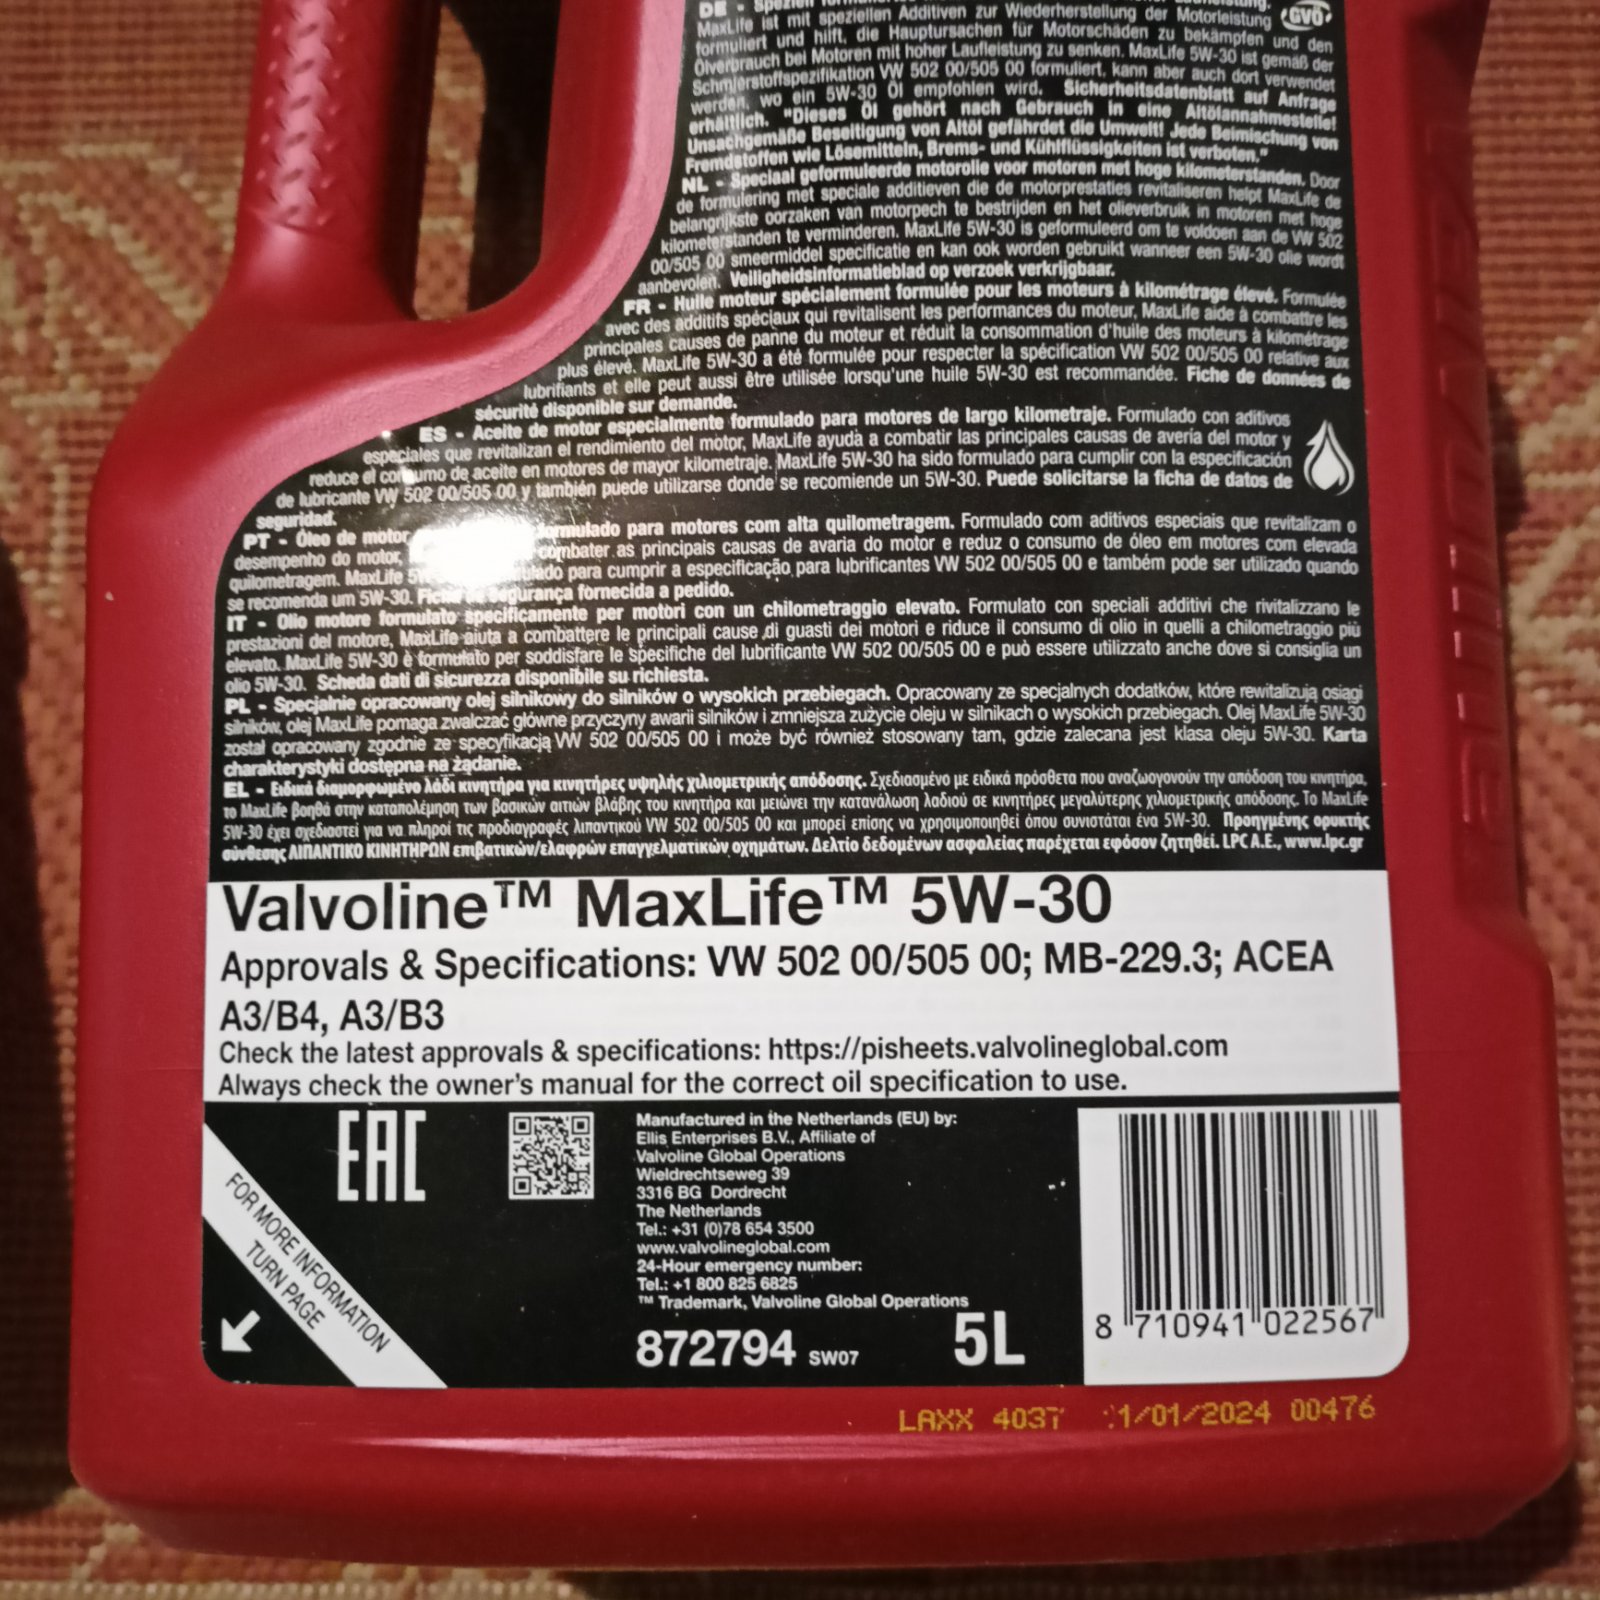 DE - Speziell
MaxLife ist mit speziellen Additiven zur Wiederherstellung der Motorleistung
formuliert und hilft, die Hauptursachen für Motorschäden zu bekämpfen und den
Ölverbrauch bei Motoren mit hoher Laufleistung zu senken. MaxLife 5W-30 ist gemäß der
Schmierstoffspezifikation VW 502 00/505 00 formuliert, kann aber auch dort verwendet
werden, wo ein 5W-30 Öl empfohlen wird. Sicherheitsdatenblatt auf Anfrage
erhältlich. "Dieses Öl gehört nach Gebrauch in eine Altölannahmestelle!
Unsachgemäße Beseitigung von Altöl gefährdet die Umwelt! Jede Beimischung von
Fremdstoffen wie Lösemitteln, Brems- und Kühlflüssigkeiten ist verboten."
GVÖ
NL - Speciaal geformuleerde motorolie voor motoren met hoge kilometerstanden. Door
de formulering met speciale additieven die de motorprestaties revitaliseren helpt MaxLife de
belangrijkste oorzaken van motorpech te bestrijden en het olieverbruik in motoren met hoge
kilometerstanden te verminderen. MaxLife 5W-30 is geformuleerd om te voldoen aan de VW 502
00/505 00 smeermiddel specificatie en kan ook worden gebruikt wanneer een 5W-30 olie wordt
aanbevolen. Veiligheidsinformatieblad op verzoek verkrijgbaar.
FR - Huile moteur spécialement formulée pour les moteurs à kilométrage élevé. Formulée
avec des additifs spéciaux qui revitalisent les performances du moteur, MaxLife aide à combattre les
principales causes de panne du moteur et réduit la consommation d'huile des moteurs à kilométrage
plus élevé. MaxLife 5W-30 a été formulée pour respecter la spécification VW 502 00/505 00 relative aux
lubrifiants et elle peut aussi être utilisée lorsqu'une huile 5W-30 est recommandée. Fiche de données de
sécurité disponible sur demande.
ES - Aceite de motor especialmente formulado para motores de largo kilometraje. Formulado con aditivos
especiales que revitalizan el rendimiento del motor, MaxLife ayuda a combatir las principales causas de avería del motor y
reduce el consumo de aceite en motores de mayor kilometraje. MaxLife 5W-30 ha sido formulado para cumplir con la especificación
de lubricante VW 502 00/505 00 y también puede utilizarse donde se recomiende un 5W-30. Puede solicitarse la ficha de datos de
seguridad.
PT - Óleo de motor formulado para motores com alta quilometragem. Formulado com aditivos especiais que revitalizam o
desempenho do motor, combater as principais causas de avaria do motor e reduz o consumo de óleo em motores com elevada
quilometragem. MaxLife para cumprir a especificação para lubrificantes VW 502 00/505 00 e também pode ser utilizado quando
se recomenda um 5W-30. Ficha de segurança fornecida a pedido.
IT - Olio motore formulato specificamente per motori con un chilometraggio elevato. Formulato con speciali additivi che rivitalizzano le
prestazioni del motore, MaxLife aiuta a combattere le principali cause di guasti dei motori e riduce il consumo di olio in quelli a chilometraggio più
elevato. MaxLife 5W-30 è formulato per soddisfare le specifiche del lubrificante VW 502 00/505 00 e può essere utilizzato anche dove si consiglia un
olio 5W-30. Scheda dati di sicurezza disponibile su richiesta.
PL - Specjalnie opracowany olej silnikowy do silników o wysokich przebiegach. Opracowany ze specjalnych dodatków, które rewitalizują osiągi
silników, olej MaxLife pomaga zwalczać główne przyczyny awarii silników i zmniejsza zużycie oleju w silnikach o wysokich przebiegach. Olej MaxLife 5W-30
został opracowany zgodnie ze specyfikacją VW 502 00/505 00 i może być również stosowany tam, gdzie zalecana jest klasa oleju 5W-30. Karta
charakterystyki dostępna na żądanie.
EL - Ειδικά διαμορφωμένο λάδι κινητήρα για κινητήρες υψηλής χιλιομετρικής απόδοσης. Σχεδιασμένο με ειδικά πρόσθετα που αναζωογονούν την απόδοση του κινητήρα,
το MaxLife βοηθά στην καταπολέμηση των βασικών αιτιών βλάβης του κινητήρα και μειώνει την κατανάλωση λαδιού σε κινητήρες μεγαλύτερης χιλιομετρικής απόδοσης. Το MaxLife
5W-30 έχει σχεδιαστεί για να πληροί τις προδιαγραφές λιπαντικού VW 502 00/505 00 και μπορεί επίσης να χρησιμοποιηθεί όπου συνιστάται ένα 5W-30. Προηγμένης ορυκτής
σύνθεσης ΛΙΠΑΝΤΙΚΟ ΚΙΝΗΤΗΡΩΝ επιβατικών/ελαφρών επαγγελματικών οχημάτων. Δελτίο δεδομένων ασφαλείας παρέχεται εφόσον ζητηθεί. LPC A.E., www.lpc.gr
Valvoline™ MaxLife™ 5W-30
Approvals & Specifications: VW 502 00/505 00; MB-229.3; ACEA
A3/B4, A3/B3
Check the latest approvals & specifications: https://pisheets.valvolineglobal.com
Always check the owner's manual for the correct oil specification to use.
EAC
FOR MORE INFORMATION
TURN PAGE
Manufactured in the Netherlands (EU) by:
Ellis Enterprises B.V., Affiliate of
Valvoline Global Operations
Wieldrechtseweg 39
3316 BG Dordrecht
The Netherlands
Tel.: +31 (0)78 654 3500
www.valvolineglobal.com
24-Hour emergency number:
Tel.: +1 800 825 6825
™ Trademark, Valvoline Global Operations
872794 SW07 5L
8 710941 022567
LAXX 4037 1/01/2024 00476